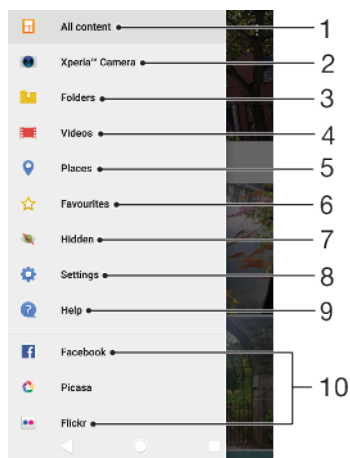 All content 1
Xperia™ Camera 2
Folders 3
Videos 4
Places 5
Favourites 6
Hidden 7
Settings 8
Help 9
Facebook
Picasa 10
Flickr